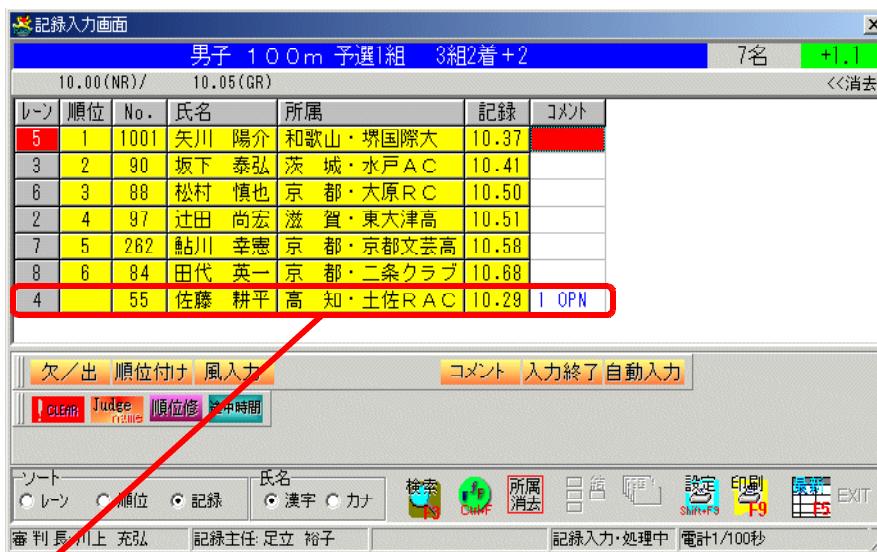 記録入力画面
男子 １００m 予選1組 3組2着+2 7名 +1.1
10.00(NR)/ 10.05(GR) <<消去
レーン 順位 No. 氏名 所属 記録 コメント
5 1 1001 矢川 陽介 和歌山・堺国際大 10.37
3 2 90 坂下 泰弘 茨 城・水戸ＡＣ 10.41
6 3 88 松村 慎也 京 都・大原ＲＣ 10.50
2 4 97 辻田 尚宏 滋 賀・東大津高 10.51
7 5 262 鮎川 幸憲 京 都・京都文芸高 10.58
8 6 84 田代 英一 京 都・二条クラブ 10.68
4 55 佐藤 耕平 高 知・土佐ＲＡＣ 10.29 1 OPN
欠／出 順位付け 風入力 コメント 入力終了 自動入力
!CLEAR Judge name 順位修 途中時間
ソート 氏名
レーン 順位 記録 漢字 カナ 検索 F3 Ctrl+F 所属消去 設定 Shift+F3 印刷 F9 最新 F5 EXIT
審判長:川上 充弘 記録主任:足立 裕子 記録入力・処理中 電計1/100秒